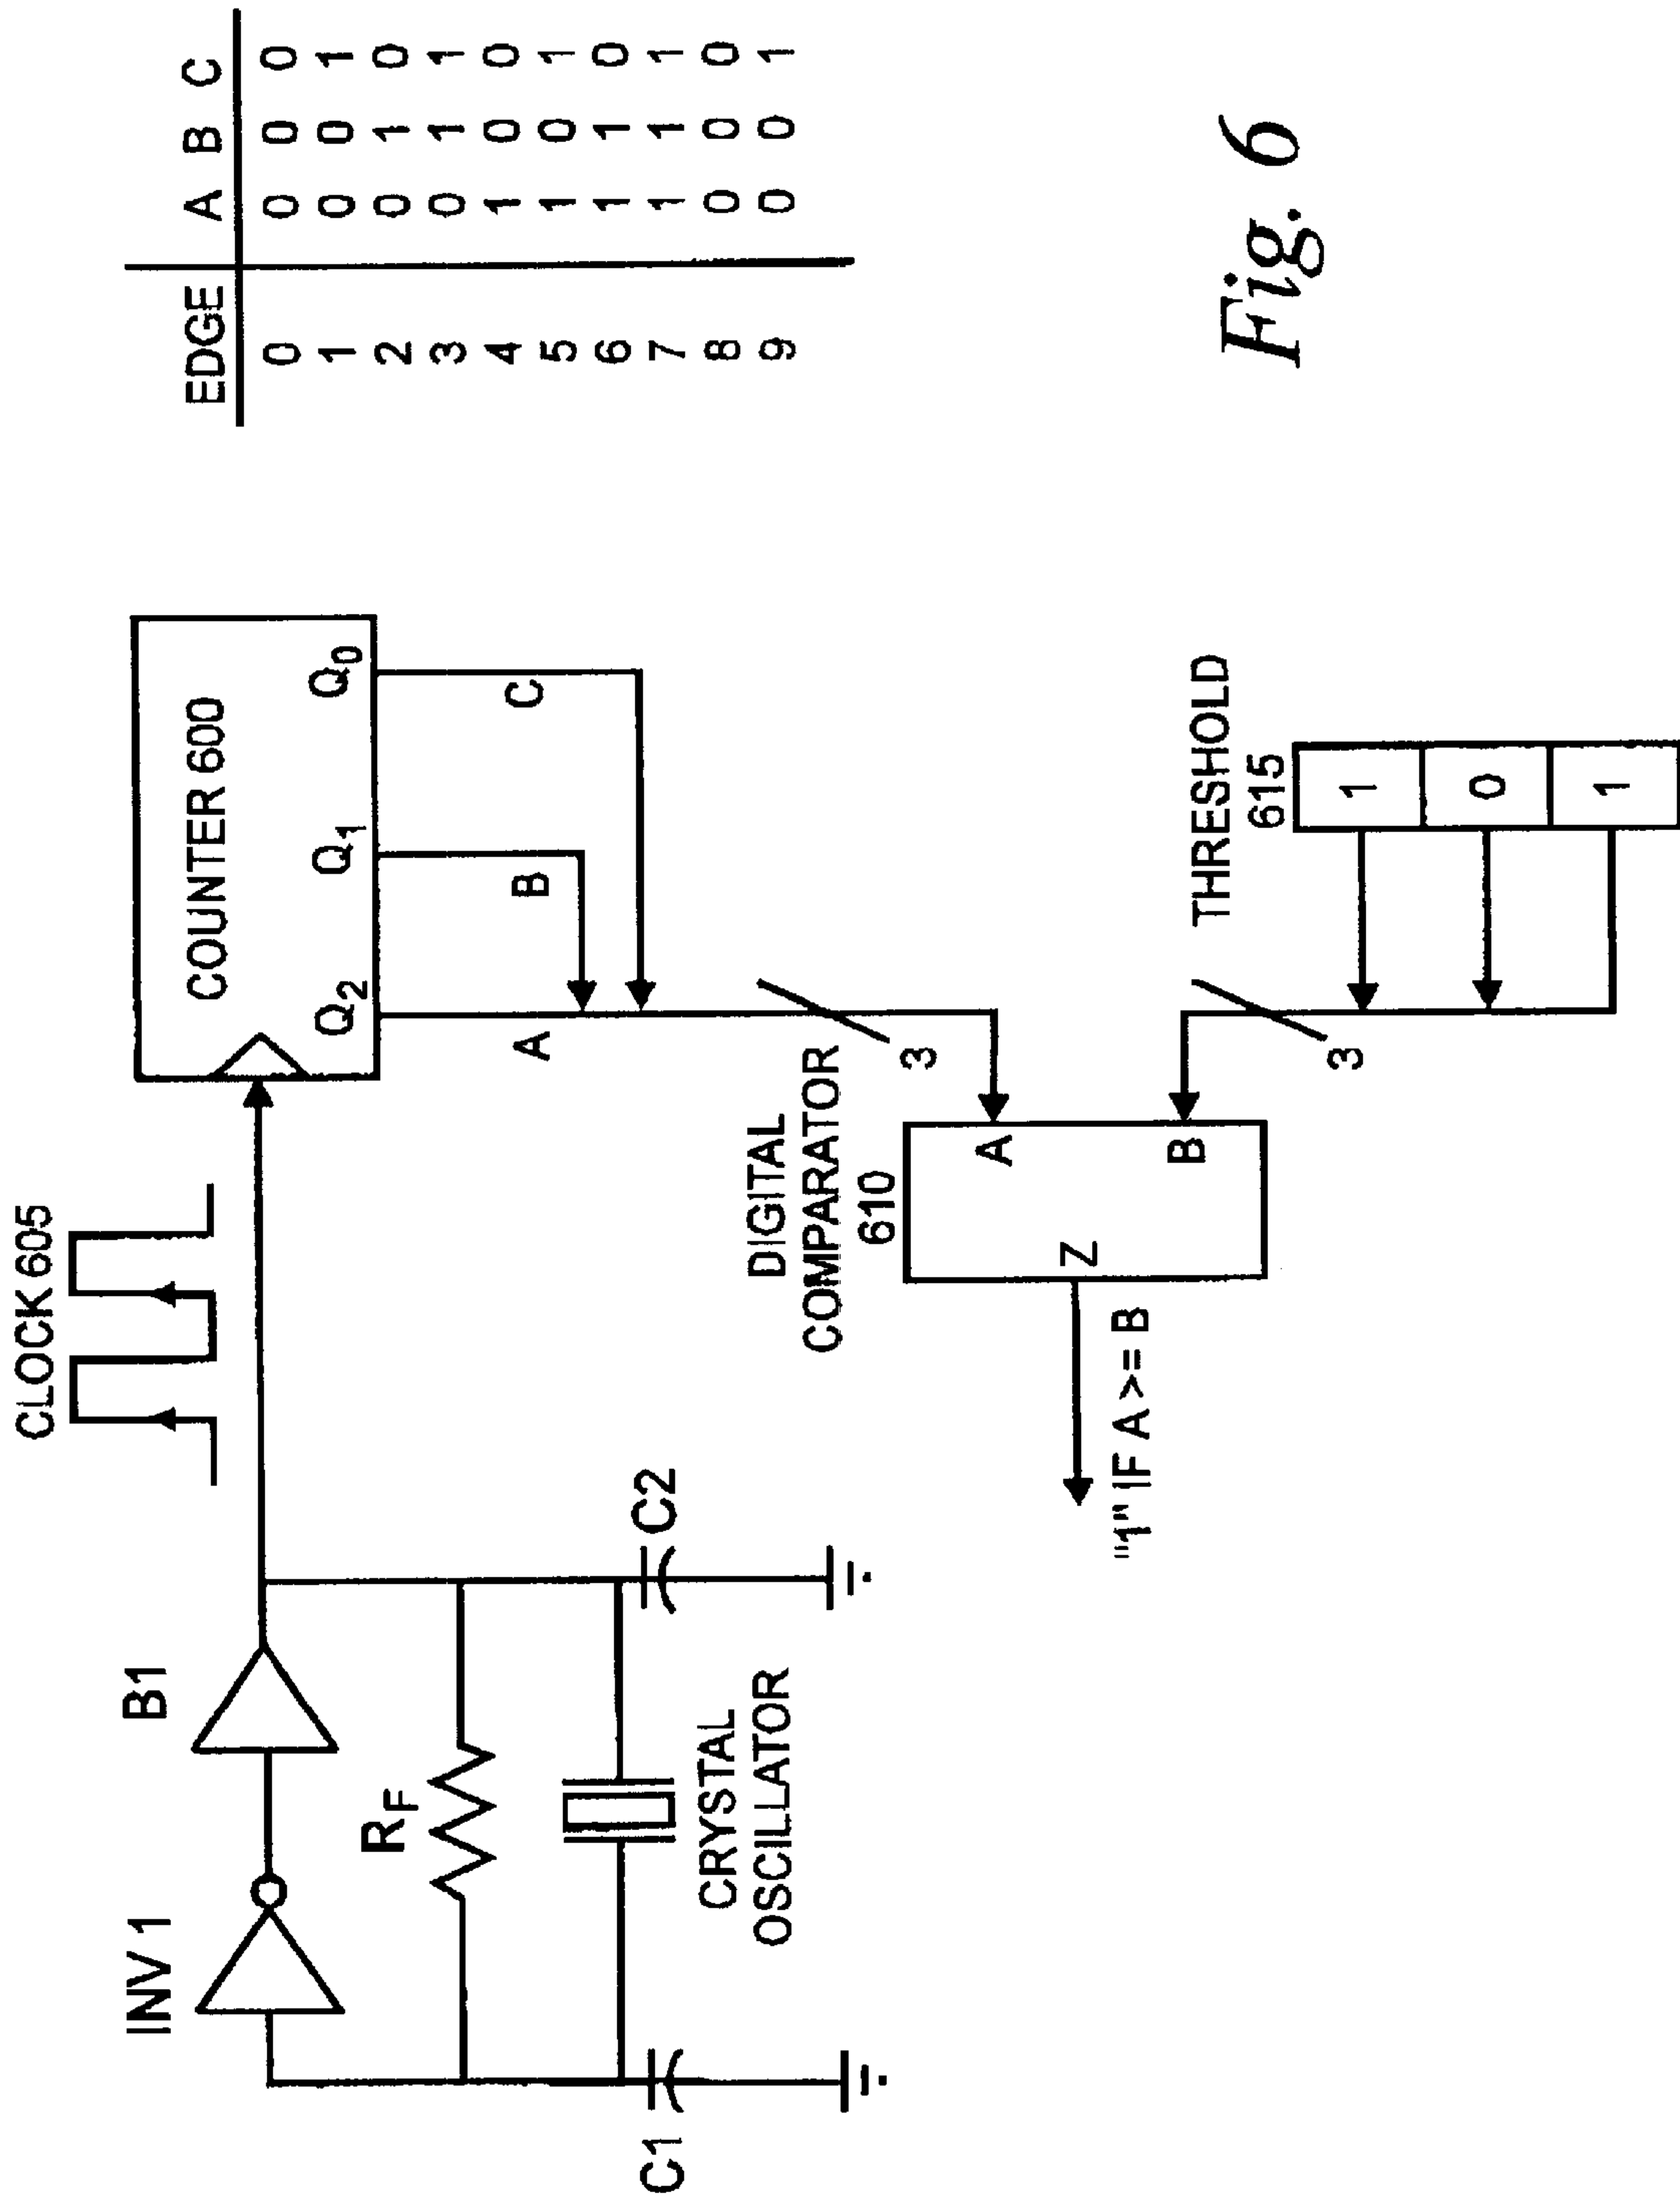 CLOCK 605
INV 1
B1
R_F
CRYSTAL
OSCILLATOR
C1
C2
COUNTER 600
Q2
Q1
Q0
A
B
C
3
DIGITAL
COMPARATOR
610
A
B
Z
"1" IF A >= B
THRESHOLD
615
1
0
1
3
EDGE A B C
0 0 0 0
1 0 0 1
2 0 1 0
3 0 1 1
4 1 0 0
5 1 0 1
6 1 1 0
7 1 1 1
8 0 0 0
9 0 0 1
Fig. 6